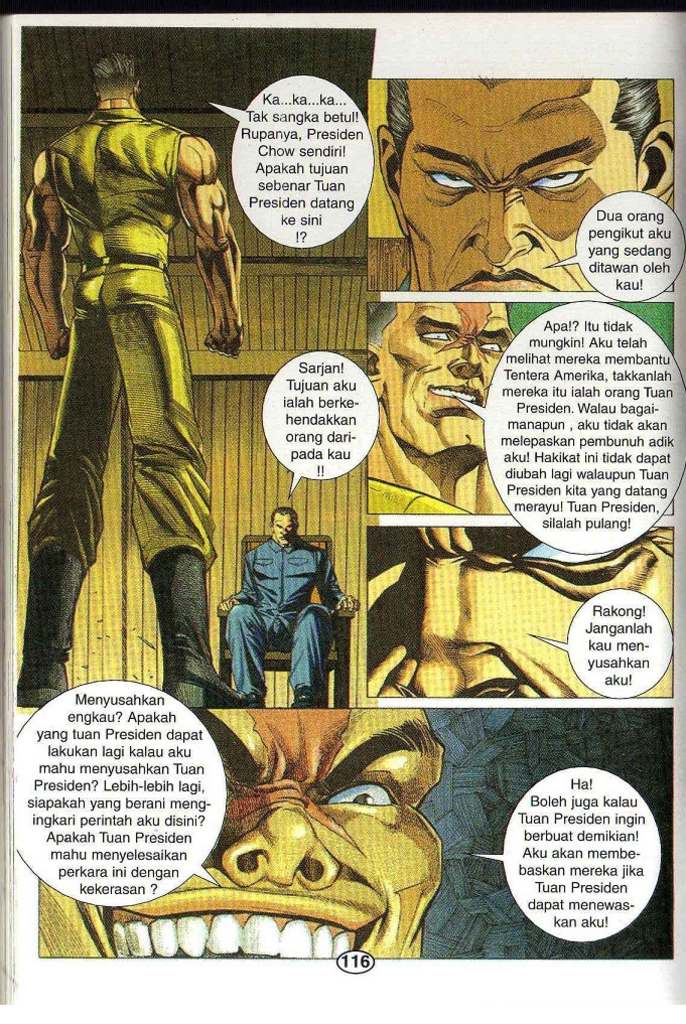 Ka...ka...ka...
Tak sangka betul!
Rupanya, Presiden
Chow sendiri!
Apakah tujuan
sebenar Tuan
Presiden datang
ke sini
!?
Dua orang
pengikut aku
yang sedang
ditawan oleh
kau!
Sarjan!
Tujuan aku
ialah berke-
hendakkan
orang dari-
pada kau
!!
Apa!? Itu tidak
mungkin! Aku telah
melihat mereka membantu
Tentera Amerika, takkanlah
mereka itu ialah orang Tuan
Presiden. Walau bagai-
manapun , aku tidak akan
melepaskan pembunuh adik
aku! Hakikat ini tidak dapat
diubah lagi walaupun Tuan
Presiden kita yang datang
merayu! Tuan Presiden,
silalah pulang!
Rakong!
Janganlah
kau men-
yusahkan
aku!
Menyusahkan
engkau? Apakah
yang tuan Presiden dapat
lakukan lagi kalau aku
mahu menyusahkan Tuan
Presiden? Lebih-lebih lagi,
siapakah yang berani meng-
ingkari perintah aku disini?
Apakah Tuan Presiden
mahu menyelesaikan
perkara ini dengan
kekerasan ?
Ha!
Boleh juga kalau
Tuan Presiden ingin
berbuat demikian!
Aku akan membe-
baskan mereka jika
Tuan Presiden
dapat menewas-
kan aku!
116